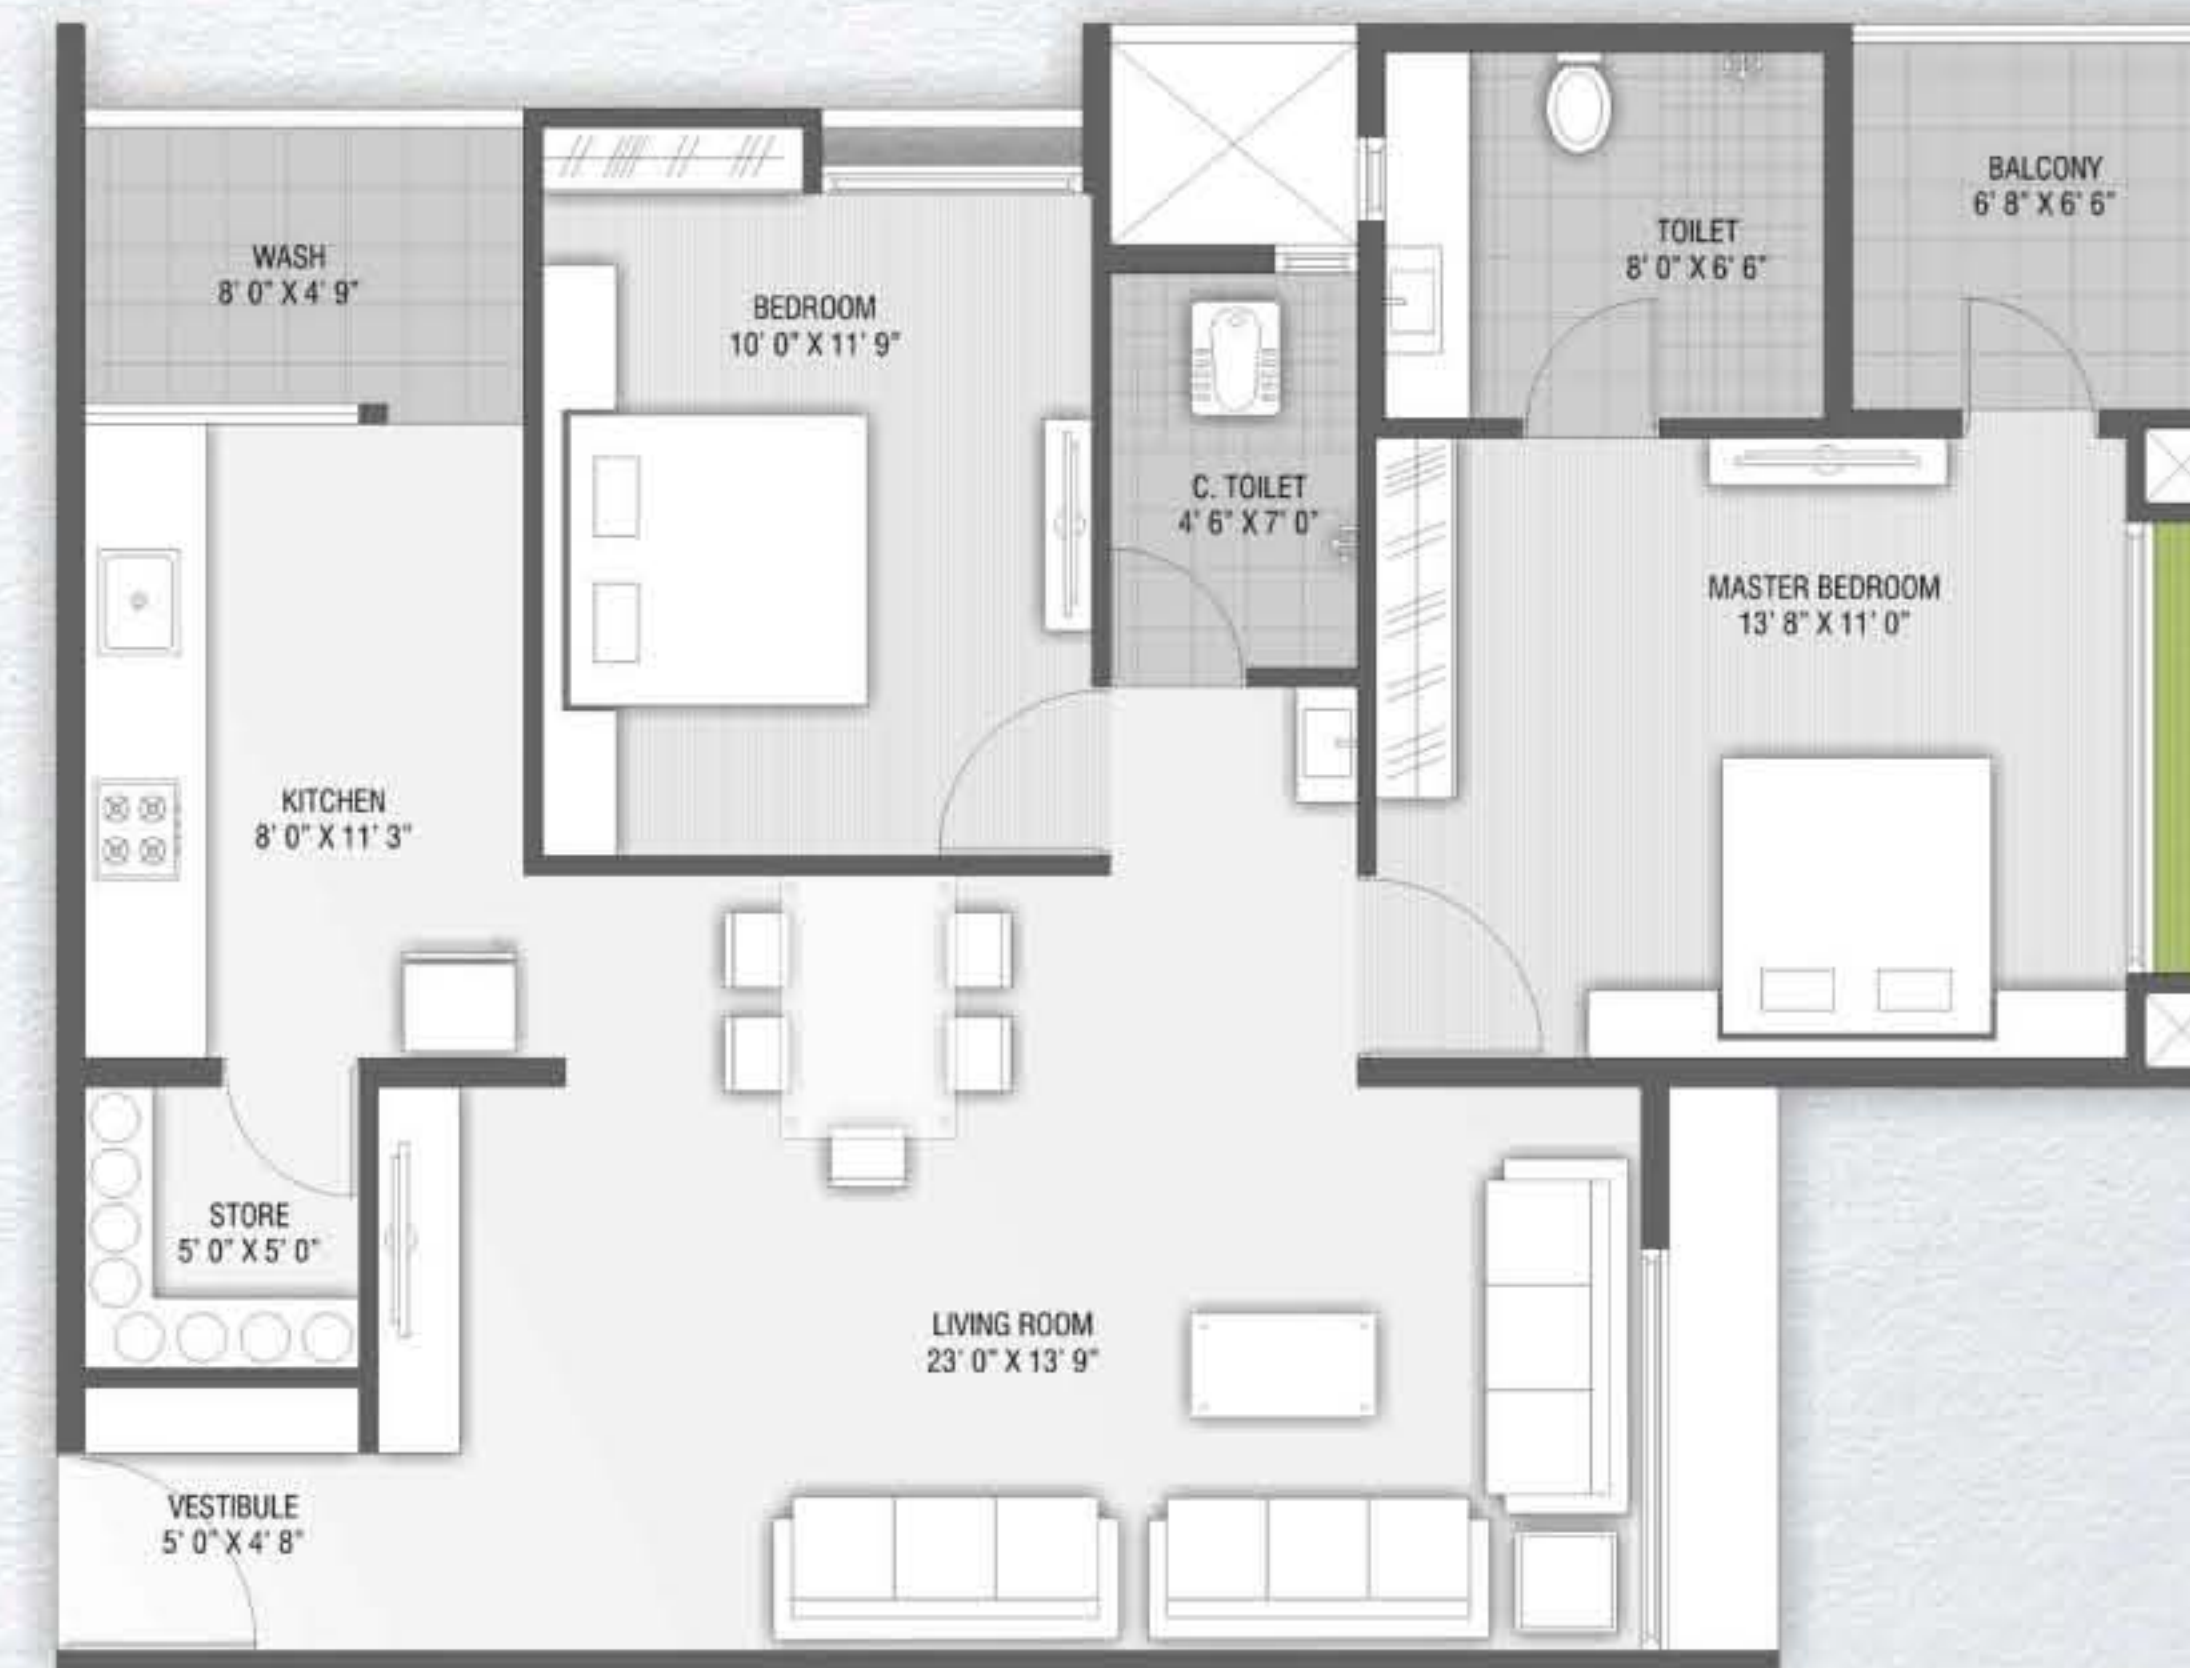 WASH
8' 0" X 4' 9"
BEDROOM
10' 0" X 11' 9"
TOILET
8' 0" X 6' 6"
BALCONY
6' 8" X 6' 6"
C. TOILET
4' 6" X 7' 0"
MASTER BEDROOM
13' 8" X 11' 0"
KITCHEN
8' 0" X 11' 3"
STORE
5' 0" X 5' 0"
LIVING ROOM
23' 0" X 13' 9"
VESTIBULE
5' 0" X 4' 8"